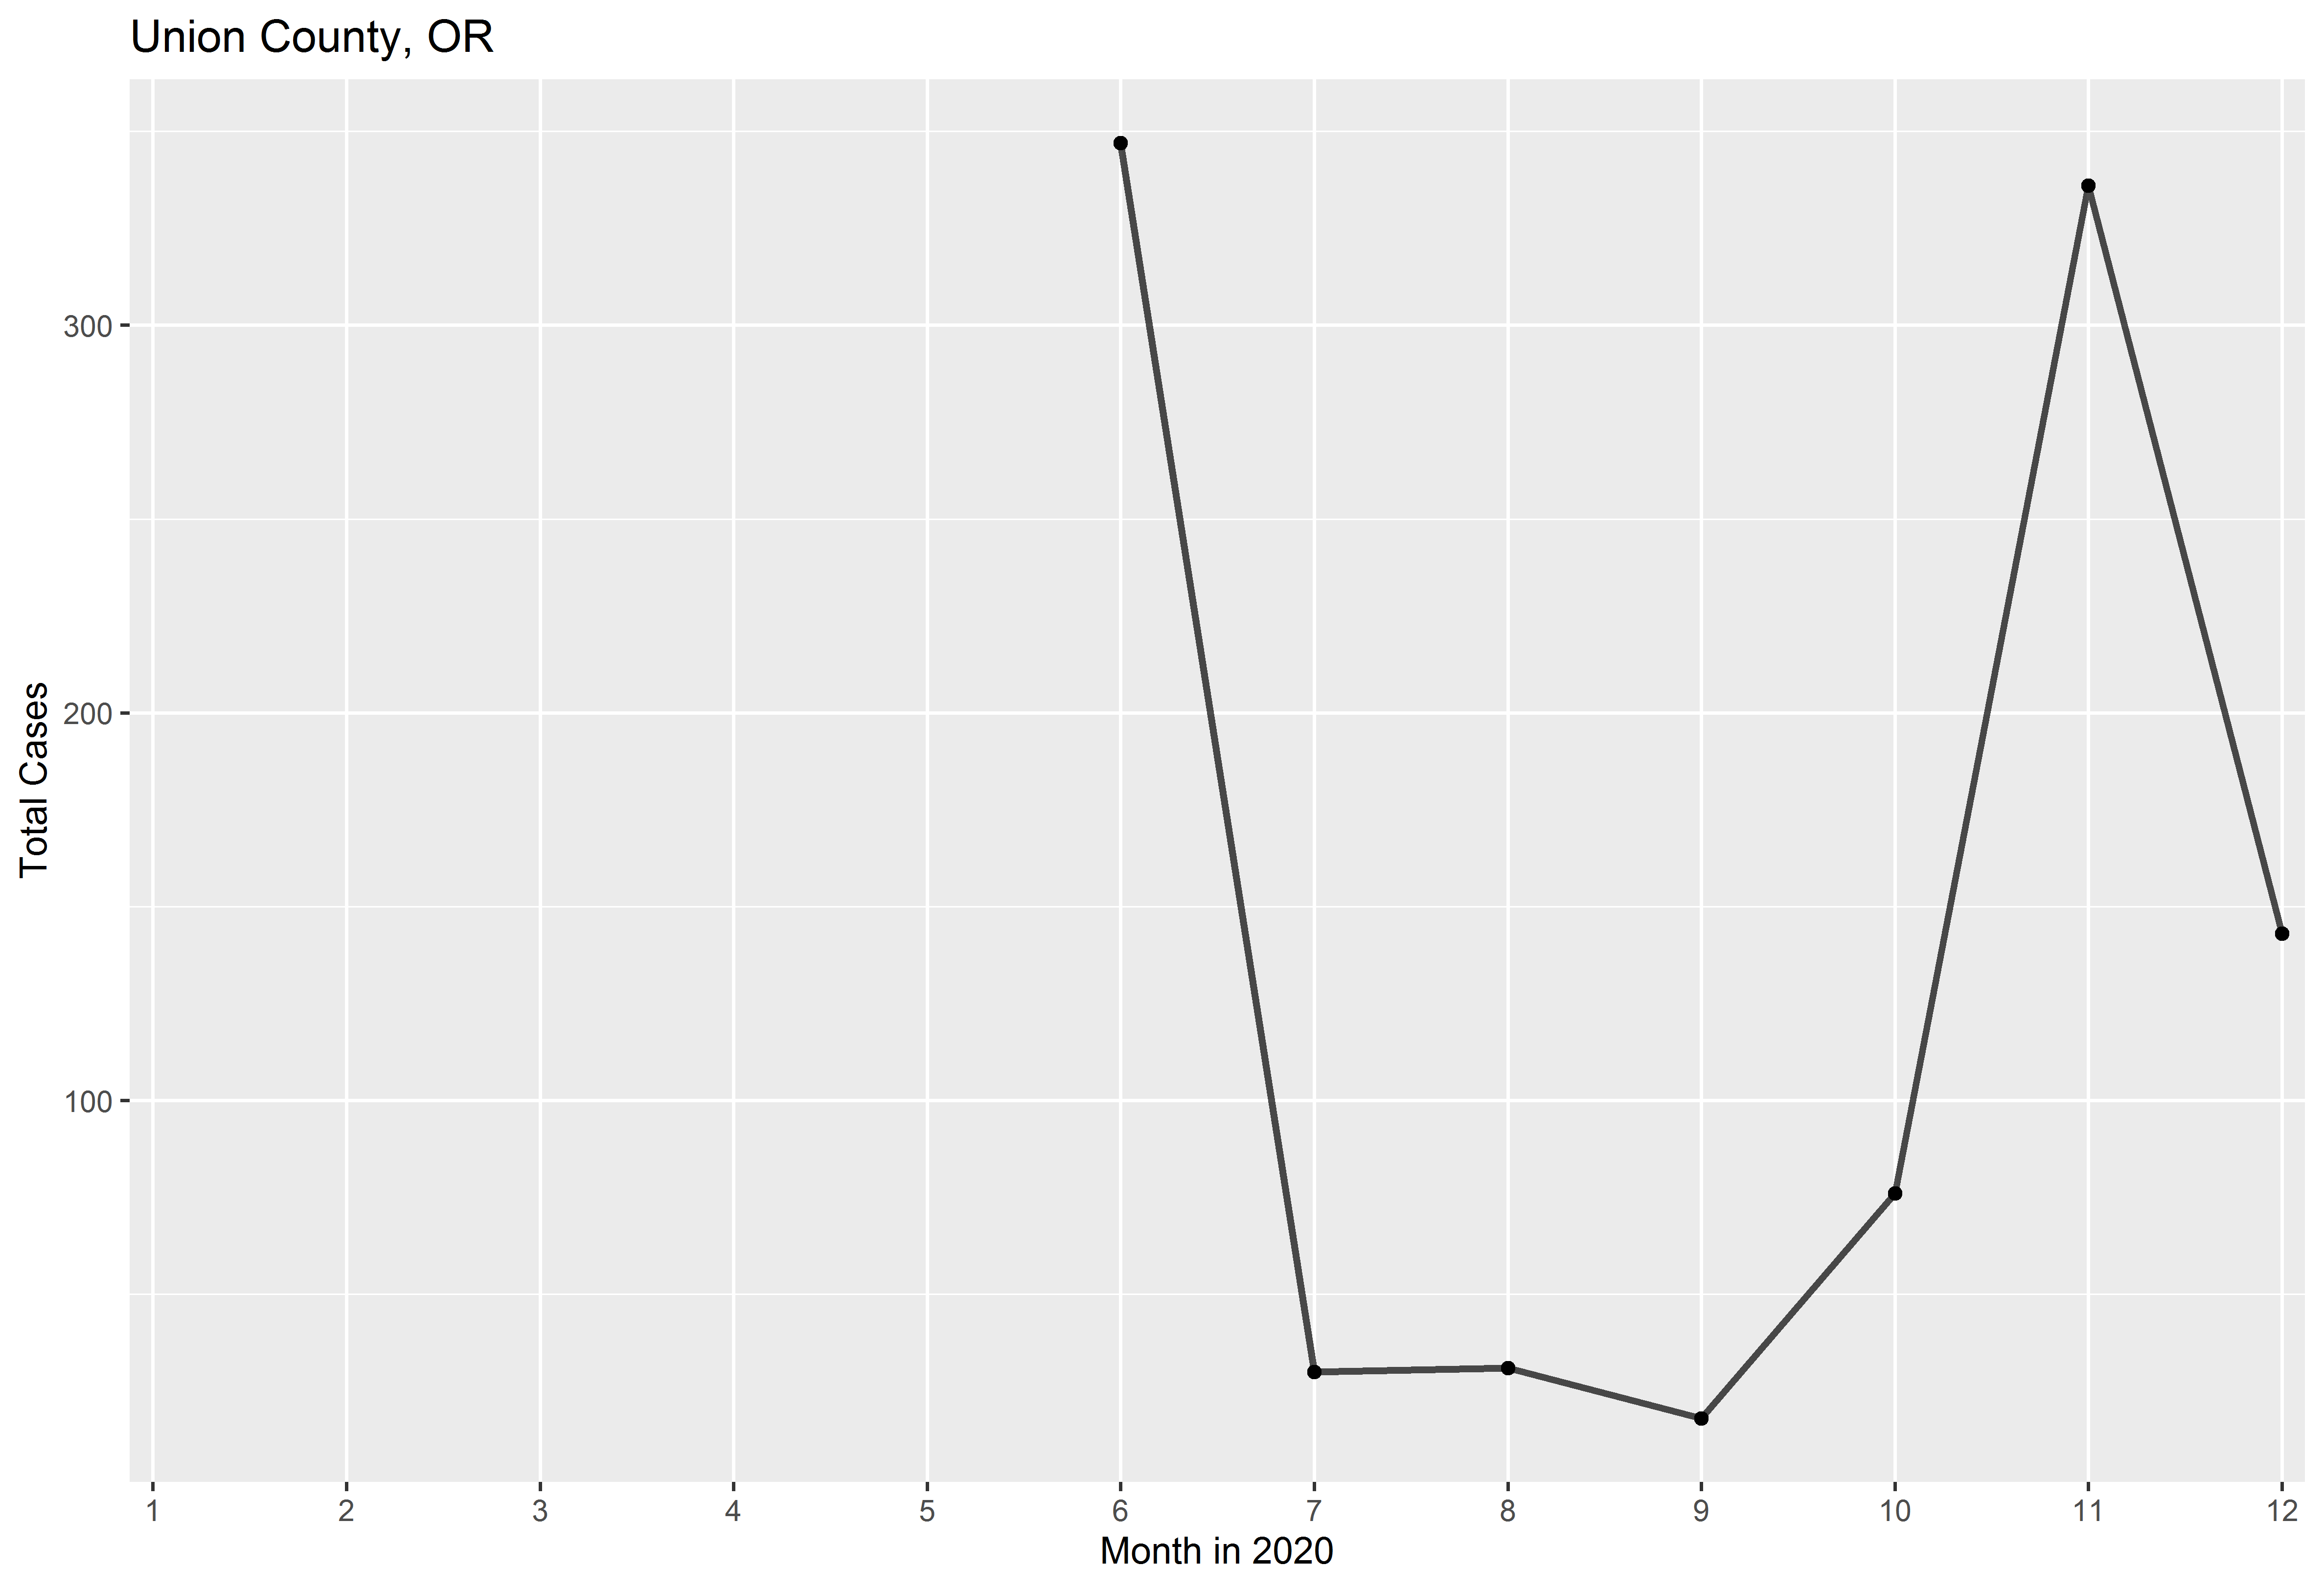 Union County, OR
Total Cases
300
200
100
1 2 3 4 5 6 7 8 9 10 11 12
Month in 2020